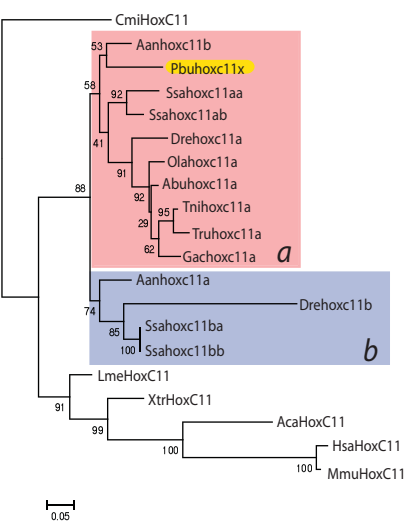 CmiHoxC11
53
Aanhoxc11b
Pbuhoxc11x
58
92
Ssahoxc11aa
Ssahoxc11ab
41
Drehoxc11a
91
Olahoxc11a
88
92
Abuhoxc11a
95
Tnihoxc11a
29
Truhoxc11a
62
Gachoxc11a
a
Aanhoxc11a
74
Drehoxc11b
85
Ssahoxc11ba
100
Ssahoxc11bb
b
LmeHoxC11
91
XtrHoxC11
99
AcaHoxC11
100
HsaHoxC11
100
MmuHoxC11
0.05